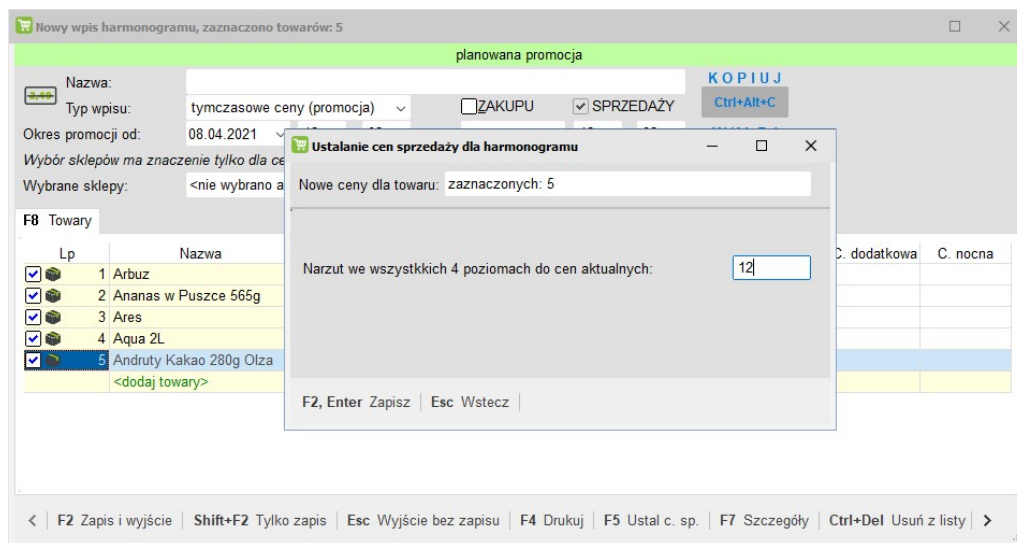 Nowy wpis harmonogramu, zaznaczono towarów: 5
planowana promocja
Nazwa:
KOPIUJ
3,49
Typ wpisu: tymczasowe ceny (promocja) ZAKUPU SPRZEDAŻY Ctrl+Alt+C
Okres promocji od: 08.04.2021
Wybór sklepów ma znaczenie tylko dla ce
Wybrane sklepy: <nie wybrano a
Ustalanie cen sprzedaży dla harmonogramu
Nowe ceny dla towaru: zaznaczonych: 5
Narzut we wszystkkich 4 poziomach do cen aktualnych: 12
F2, Enter Zapisz Esc Wstecz
F8 Towary
Lp Nazwa C. dodatkowa C. nocna
1 Arbuz
2 Ananas w Puszce 565g
3 Ares
4 Aqua 2L
5 Andruty Kakao 280g Olza
<dodaj towary>
F2 Zapis i wyjście Shift+F2 Tylko zapis Esc Wyjście bez zapisu F4 Drukuj F5 Ustal c. sp. F7 Szczegóły Ctrl+Del Usuń z listy